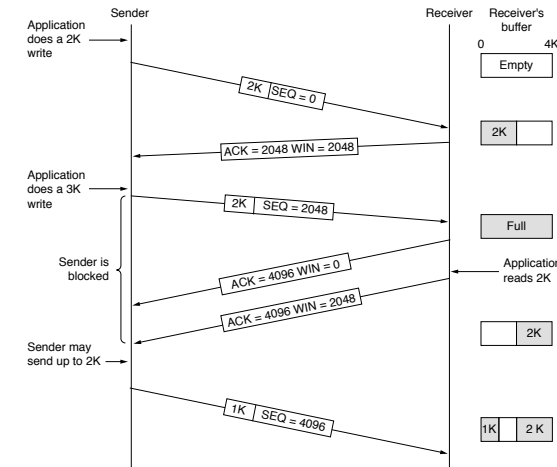 Sender
Receiver
Receiver's
buffer
Application
does a 2K
write
0 4K
Empty
2K SEQ = 0
2K
ACK = 2048 WIN = 2048
Application
does a 3K
write
2K SEQ = 2048
Full
Sender is
blocked
Application
reads 2K
ACK = 4096 WIN = 0
ACK = 4096 WIN = 2048
2K
Sender may
send up to 2K
1K SEQ = 4096
1K 2 K